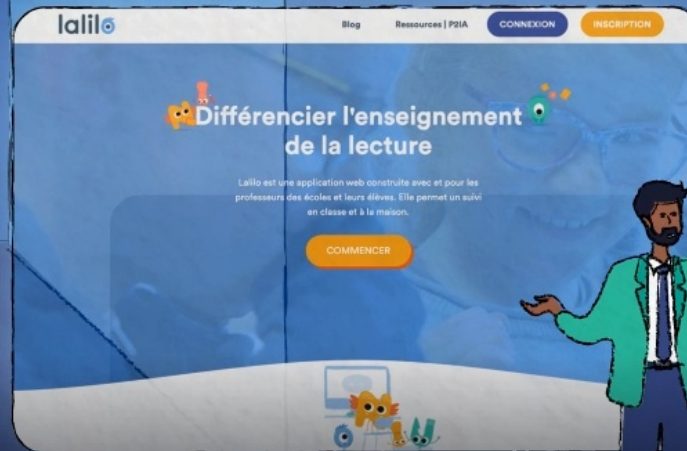 lalilo
Blog
Ressources | P2IA
CONNEXION
INSCRIPTION
Différencier l'enseignement
de la lecture
Lalilo est une application web construite avec et pour les
professeurs des écoles et leurs élèves. Elle permet un suivi
en classe et à la maison.
COMMENCER